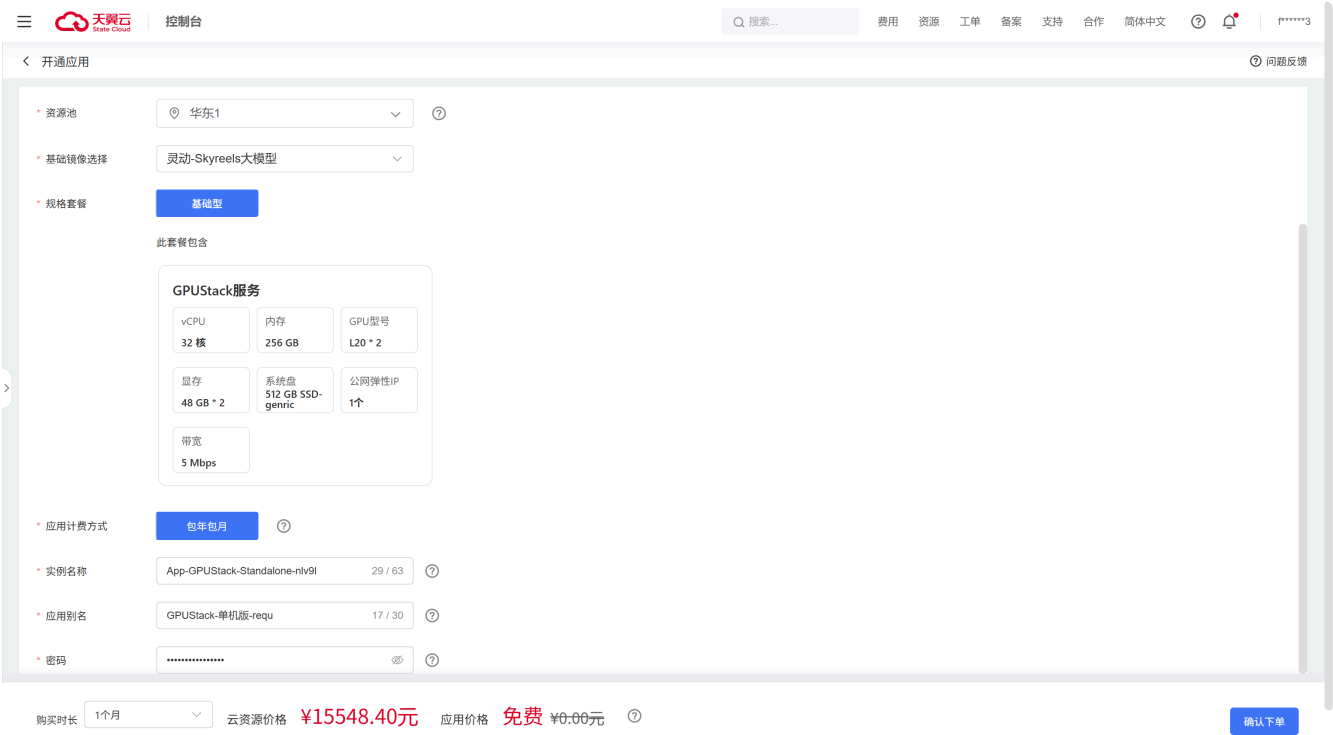 天翼云
State Cloud
控制台
搜索...
费用 资源 工单 备案 支持 合作 简体中文
f******3
开通应用
问题反馈
* 资源池
华东1
* 基础镜像选择
灵动-Skyreels大模型
* 规格套餐
基础型
此套餐包含
GPUStack服务
vCPU 内存 GPU型号
32 核 256 GB L20 * 2
显存 系统盘 公网弹性IP
48 GB * 2 512 GB SSD-
genric 1个
带宽
5 Mbps
* 应用计费方式
包年包月
* 实例名称
App-GPUStack-Standalone-nlv9l 29 / 63
* 应用别名
GPUStack-单机版-requ 17 / 30
* 密码
购买时长 1个月 云资源价格 ¥15548.40元 应用价格 免费 ¥0.00元
确认下单